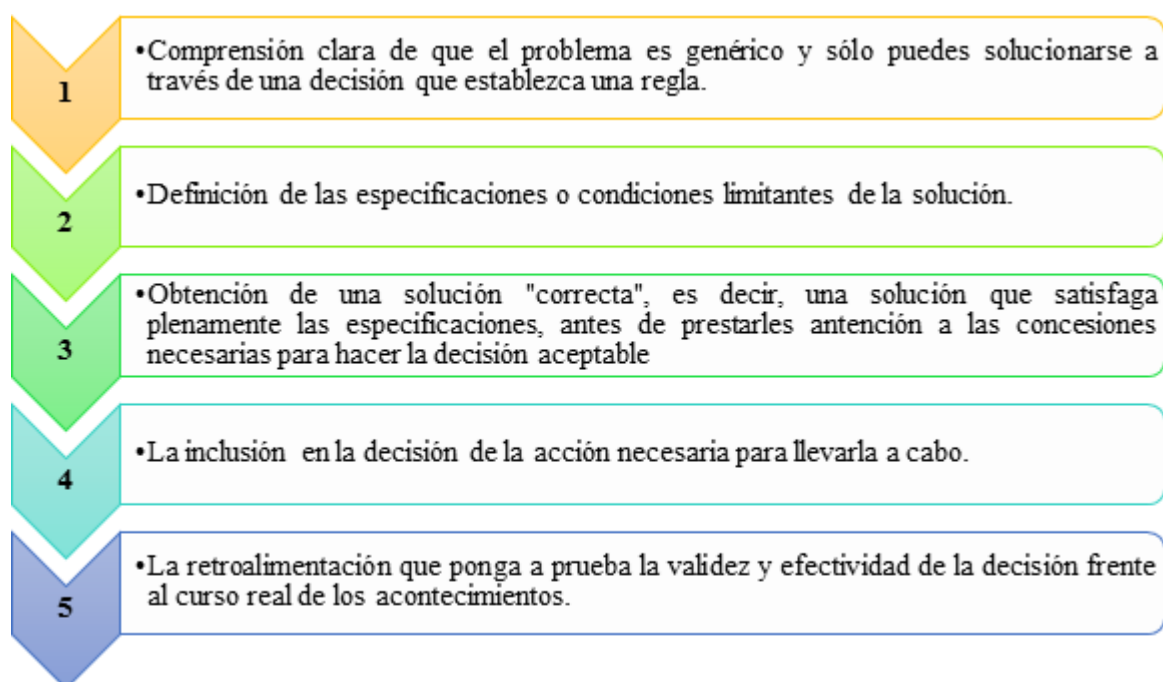 1
•Comprensión clara de que el problema es genérico y sólo puedes solucionarse a
través de una decisión que establezca una regla.
2
•Definición de las especificaciones o condiciones limitantes de la solución.
3
•Obtención de una solución "correcta", es decir, una solución que satisfaga
plenamente las especificaciones, antes de prestarles antención a las concesiones
necesarias para hacer la decisión aceptable
4
•La inclusión en la decisión de la acción necesaria para llevarla a cabo.
5
•La retroalimentación que ponga a prueba la validez y efectividad de la decisión frente
al curso real de los acontecimientos.